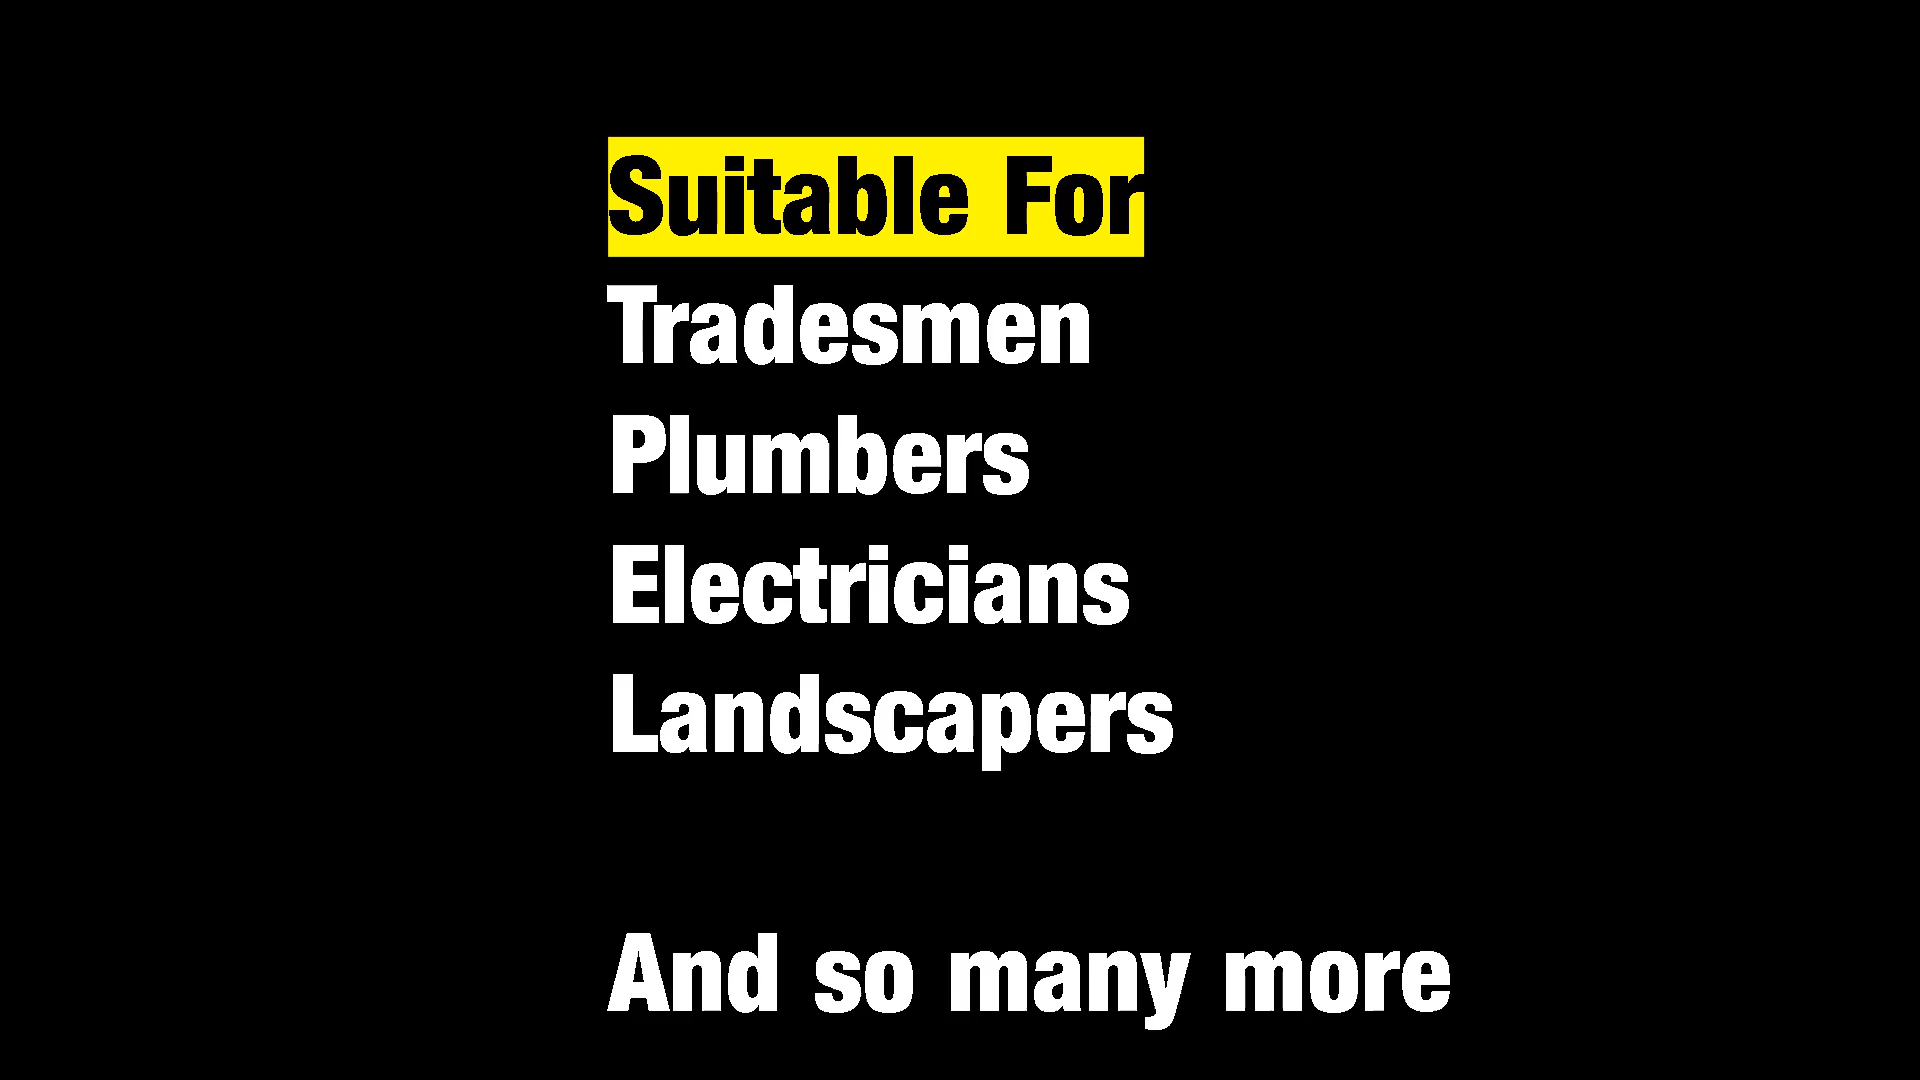 Suitable For
Tradesmen
Plumbers
Electricians
Landscapers
And so many more